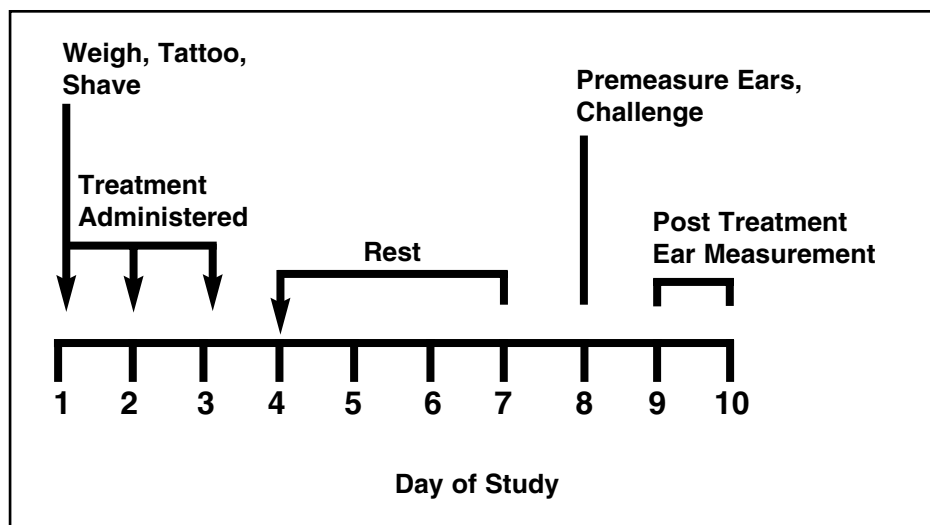 Weigh, Tattoo,
Shave
Premeasure Ears,
Challenge
Treatment
Administered
Post Treatment
Ear Measurement
Rest
1 2 3 4 5 6 7 8 9 10
Day of Study